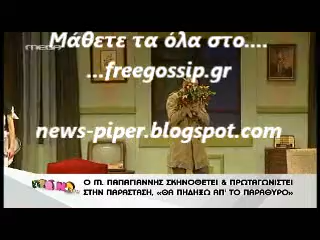 Μάθετε τα όλα στο....
MEGA
...freegossip.gr
news-piper.blogspot.com
Ο Μ. ΠΑΠΑΓΙΑΝΝΗΣ ΣΚΗΝΟΘΕΤΕΙ & ΠΡΩΤΑΓΩΝΙΣΤΕΙ
ΣΤΗΝ ΠΑΡΑΣΤΑΣΗ, «ΘΑ ΠΗΔΗΞΩ ΑΠ' ΤΟ ΠΑΡΑΘΥΡΟ»